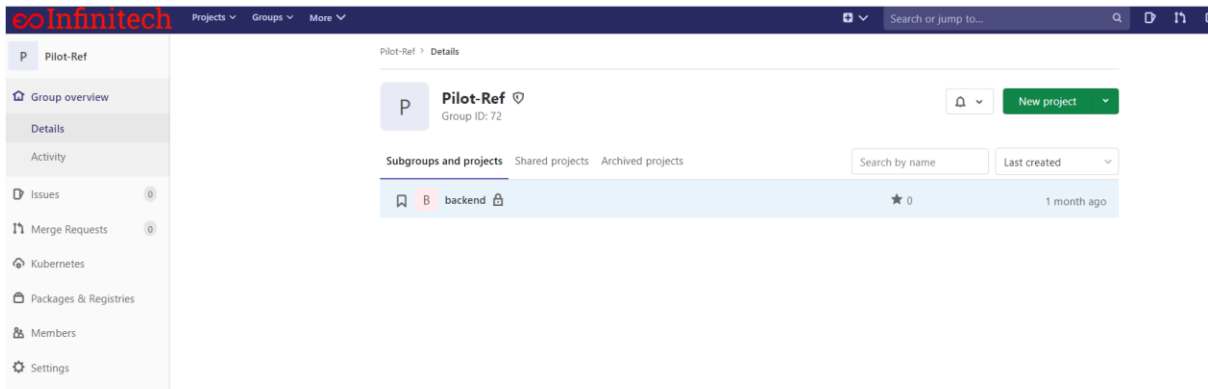 ∞Infinitech Projects Groups More Search or jump to...
P Pilot-Ref
Group overview
Details
Activity
Issues 0
Merge Requests 0
Kubernetes
Packages & Registries
Members
Settings
Pilot-Ref > Details
P Pilot-Ref
Group ID: 72
New project
Subgroups and projects Shared projects Archived projects Search by name Last created
B backend 0 1 month ago